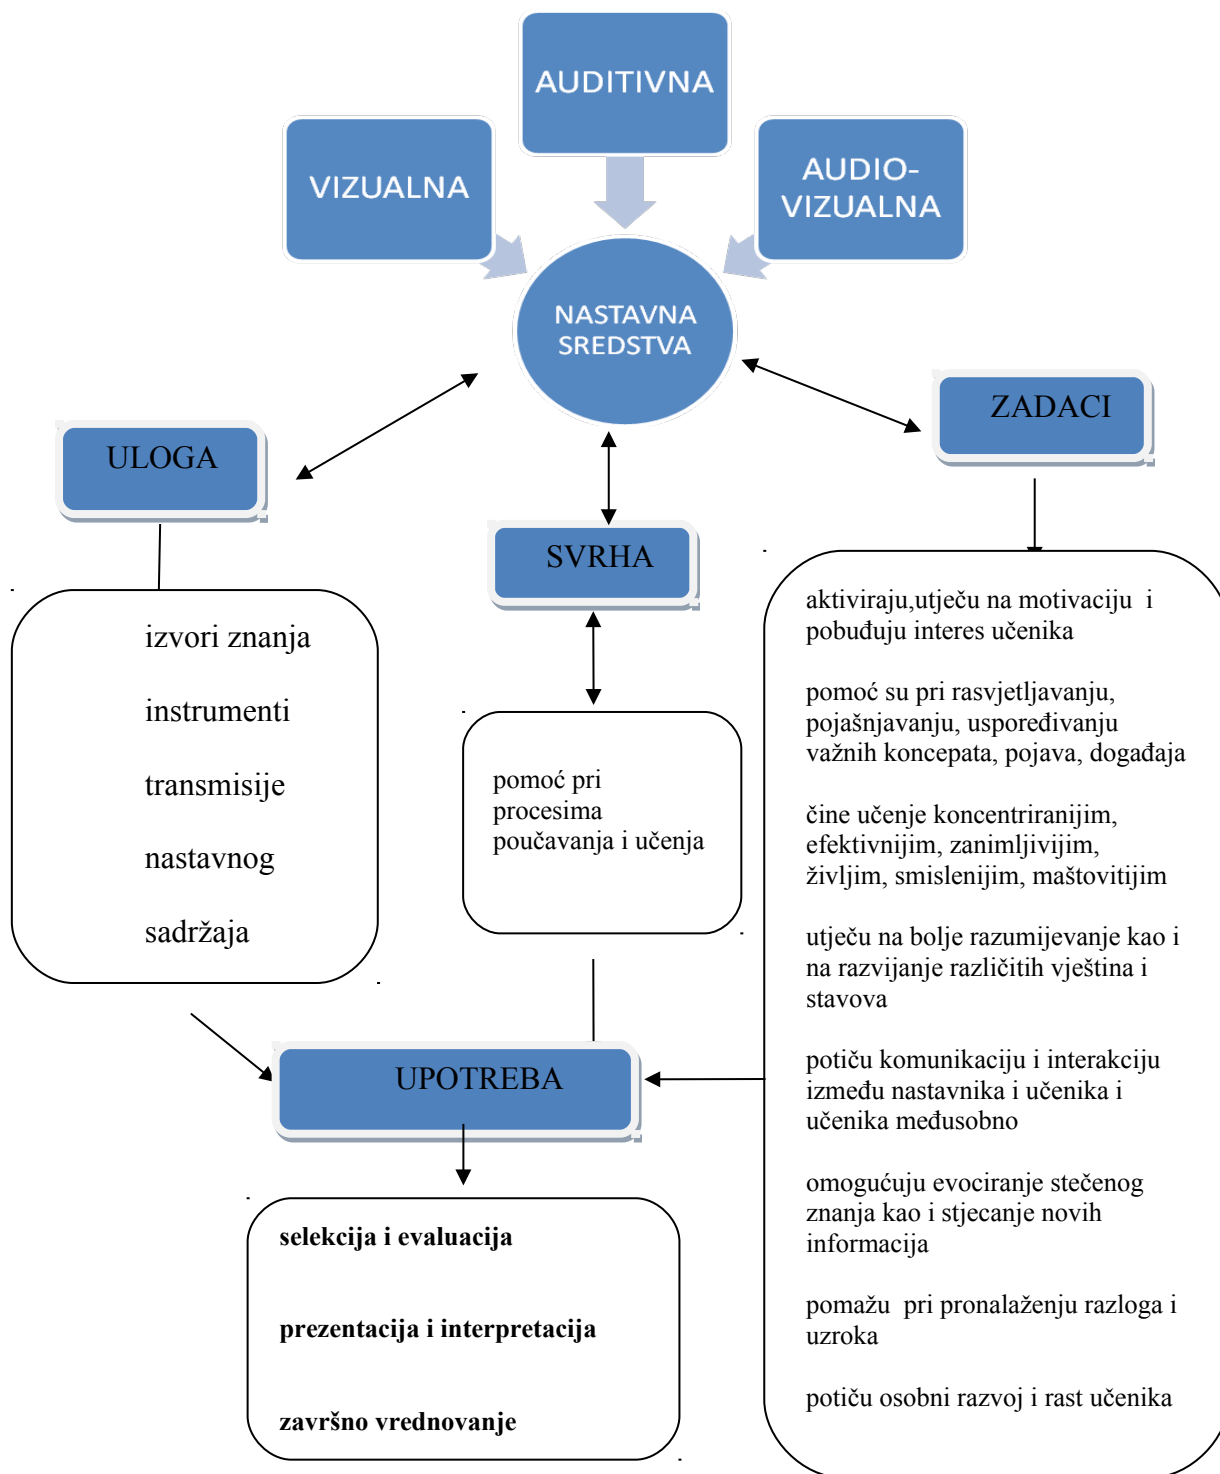 AUDITIVNA
VIZUALNA
AUDIO-
VIZUALNA
NASTAVNA
SREDSTVA
ULOGA
SVRHA
ZADACI
izvori znanja
instrumenti
transmisije
nastavnog
sadržaja
pomoć pri
procesima
poučavanja i učenja
aktiviraju,utječu na motivaciju  i
pobuđuju interes učenika
pomoć su pri rasvjetljavanju,
pojašnjavanju, uspoređivanju
važnih koncepata, pojava, događaja
čine učenje koncentriranijim,
efektivnijim, zanimljivijim,
življim, smislenijim, maštovitijim
utječu na bolje razumijevanje kao i
na razvijanje različitih vještina i
stavova
potiču komunikaciju i interakciju
između nastavnika i učenika i
učenika međusobno
omogućuju evociranje stečenog
znanja kao i stjecanje novih
informacija
pomažu  pri pronalaženju razloga i
uzroka
potiču osobni razvoj i rast učenika
UPOTREBA
selekcija i evaluacija
prezentacija i interpretacija
završno vrednovanje